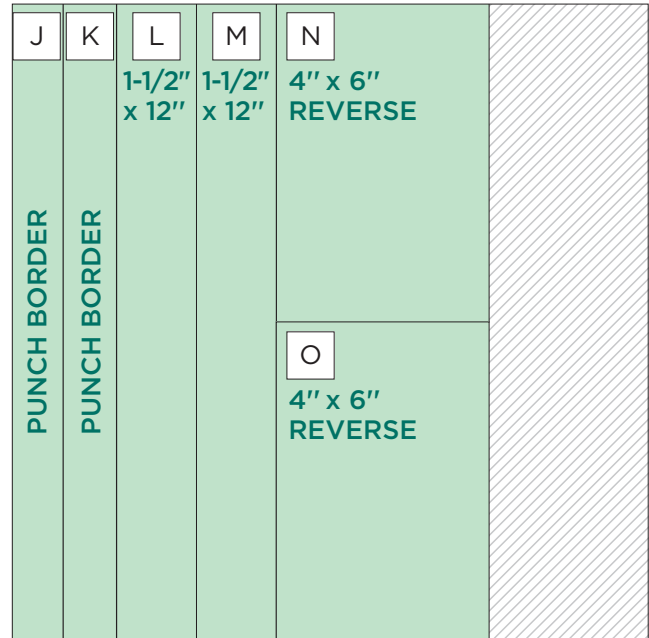 J
PUNCH BORDER
K
PUNCH BORDER
L
1-1/2"
x 12"
M
1-1/2"
x 12"
N
4" x 6"
REVERSE
O
4" x 6"
REVERSE